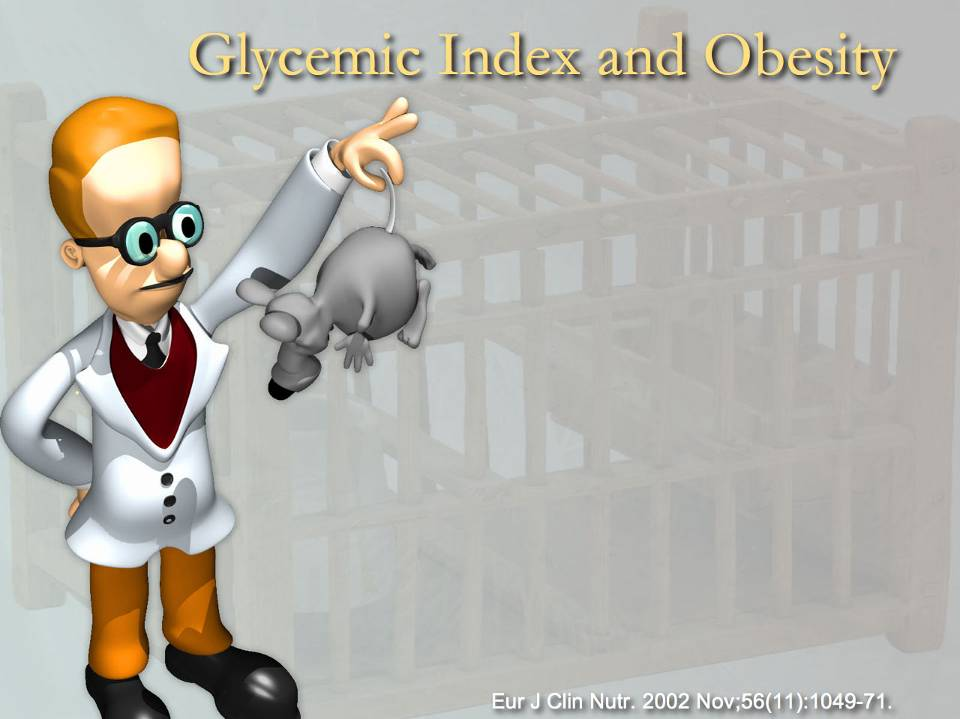 Glycemic Index and Obesity
Eur J Clin Nutr. 2002 Nov;56(11):1049-71.